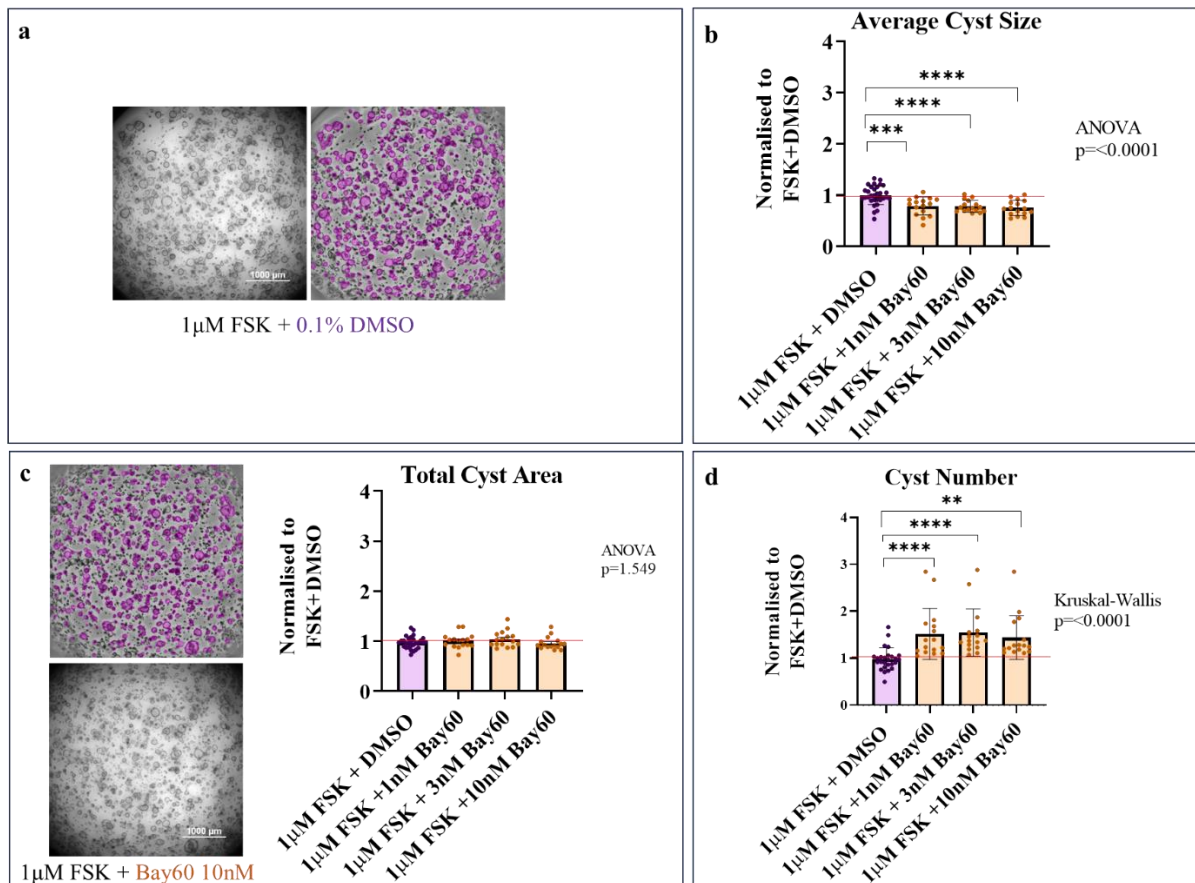 a
1000 μm
1μM FSK + 0.1% DMSO
b
Average Cyst Size
Normalised to
FSK+DMSO
4
3
2
1
0
****
****
***
ANOVA
p=<0.0001
1μM FSK + DMSO
1μM FSK +1nM Bay60
1μM FSK + 3nM Bay60
1μM FSK +10nM Bay60
c
1000 μm
1μM FSK + Bay60 10nM
Total Cyst Area
Normalised to
FSK+DMSO
4
3
2
1
0
ANOVA
p=1.549
1μM FSK + DMSO
1μM FSK +1nM Bay60
1μM FSK + 3nM Bay60
1μM FSK +10nM Bay60
d
Cyst Number
Normalised to
FSK+DMSO
4
3
2
1
0
**
****
****
Kruskal-Wallis
p=<0.0001
1μM FSK + DMSO
1μM FSK +1nM Bay60
1μM FSK + 3nM Bay60
1μM FSK +10nM Bay60